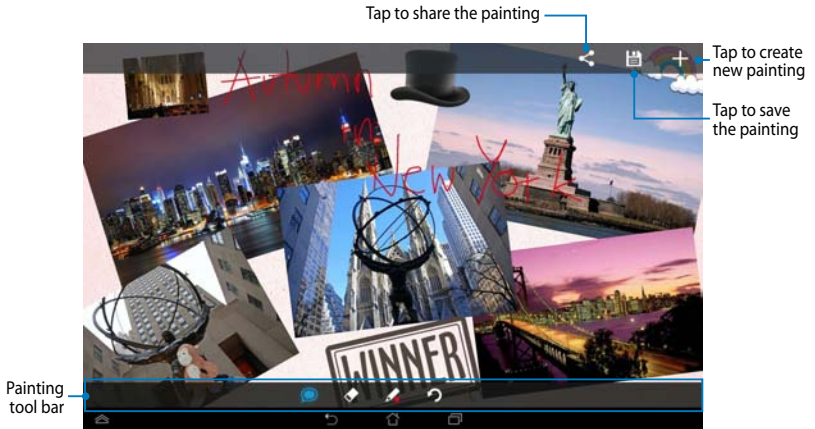 Tap to share the painting
Tap to create
new painting
Tap to save
the painting
Autumn
in
New York
WINNER
Painting
tool bar